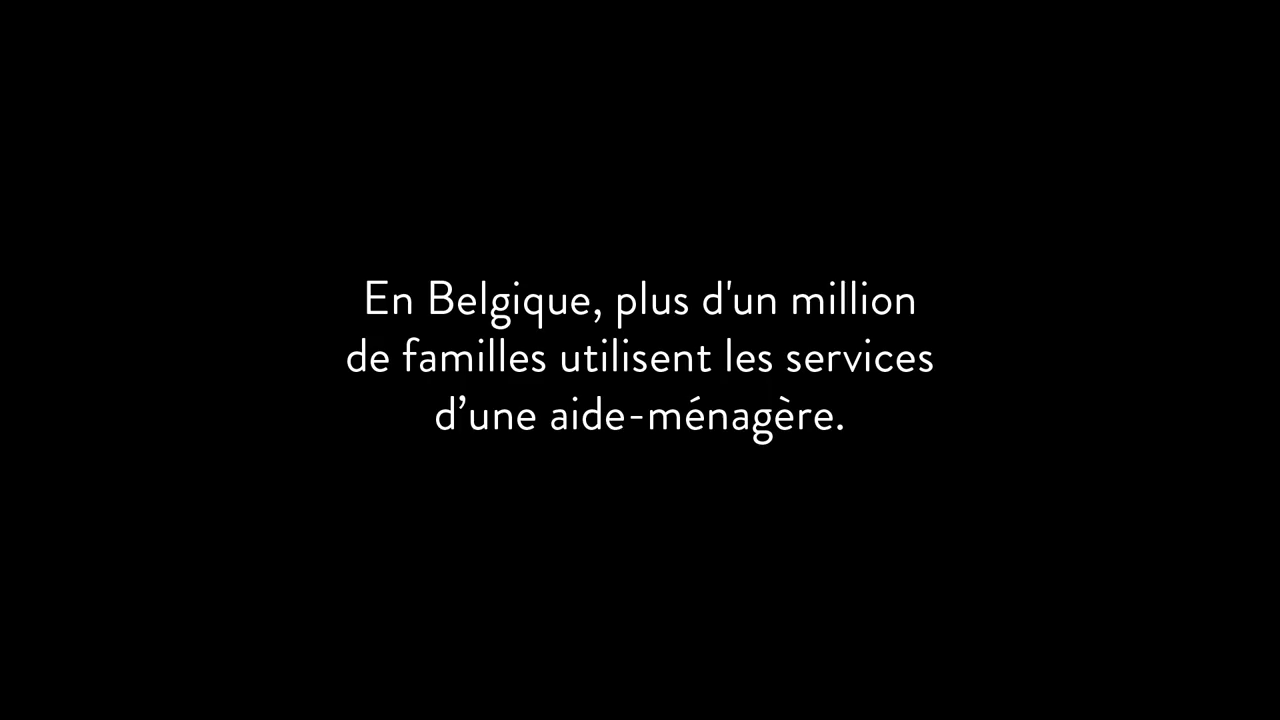 En Belgique, plus d'un million
de familles utilisent les services
d’une aide-ménagère.